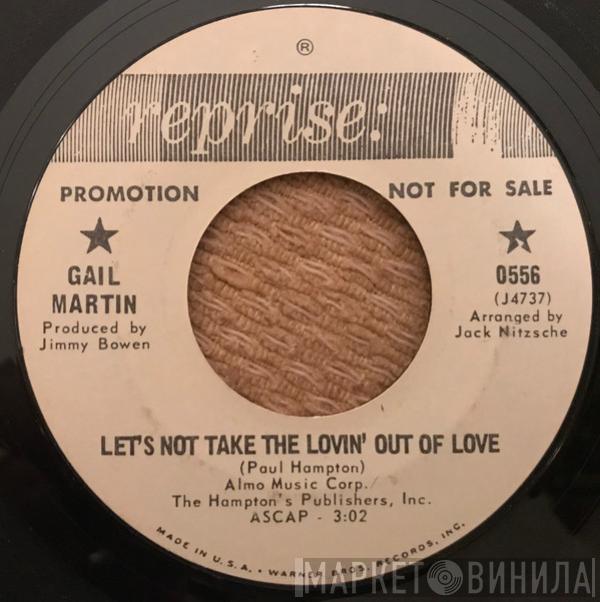 ®
reprise:
PROMOTION
NOT FOR SALE
GAIL
MARTIN
Produced by
Jimmy Bowen
0556
(J4737)
Arranged by
Jack Nitzsche
LET'S NOT TAKE THE LOVIN' OUT OF LOVE
(Paul Hampton)
Almo Music Corp./
The Hampton's Publishers, Inc.
ASCAP - 3:02
MADE IN U.S.A. • WARNER BROS. RECORDS, INC.
МАРКЕТ ВИНИЛА